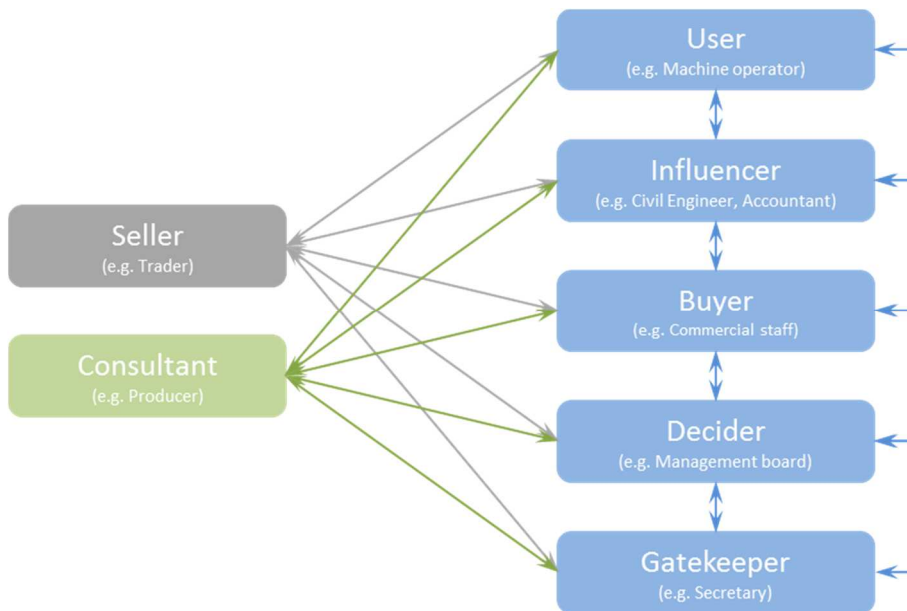 User
(e.g. Machine operator)
Influencer
(e.g. Civil Engineer, Accountant)
Seller
(e.g. Trader)
Buyer
(e.g. Commercial staff)
Consultant
(e.g. Producer)
Decider
(e.g. Management board)
Gatekeeper
(e.g. Secretary)